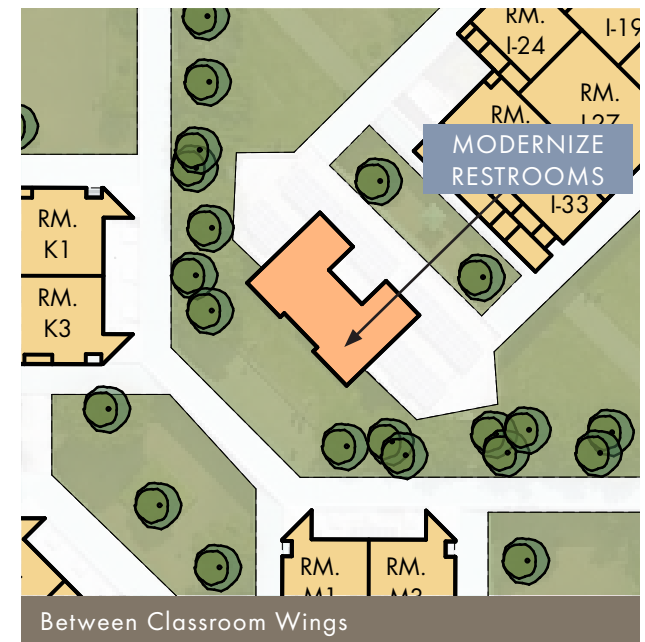 RM.
I-24
I-19
RM.
RM.
I-27
MODERNIZE
RESTROOMS
I-33
RM.
K1
RM.
K3
RM.
M1
RM.
Between Classroom Wings